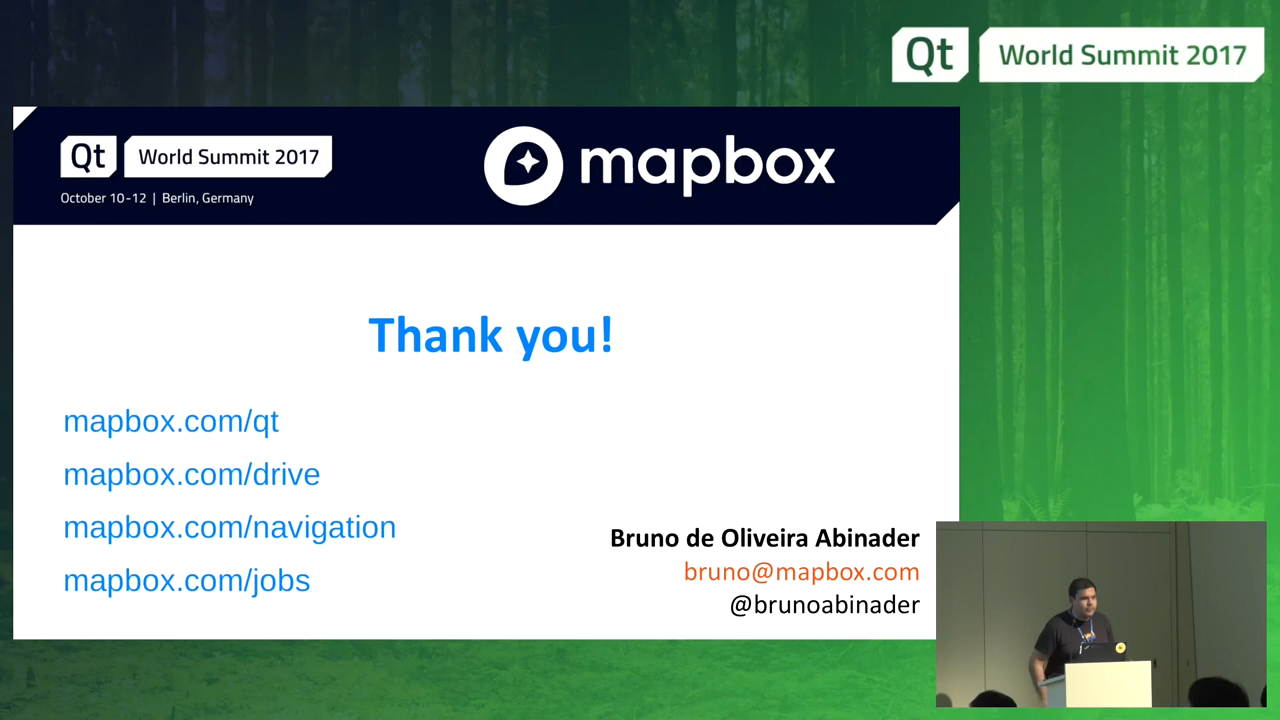 Qt World Summit 2017
Qt World Summit 2017
October 10-12 | Berlin, Germany
mapbox
Thank you!
mapbox.com/qt
mapbox.com/drive
mapbox.com/navigation
mapbox.com/jobs
Bruno de Oliveira Abinader
bruno@mapbox.com
@brunoabinader